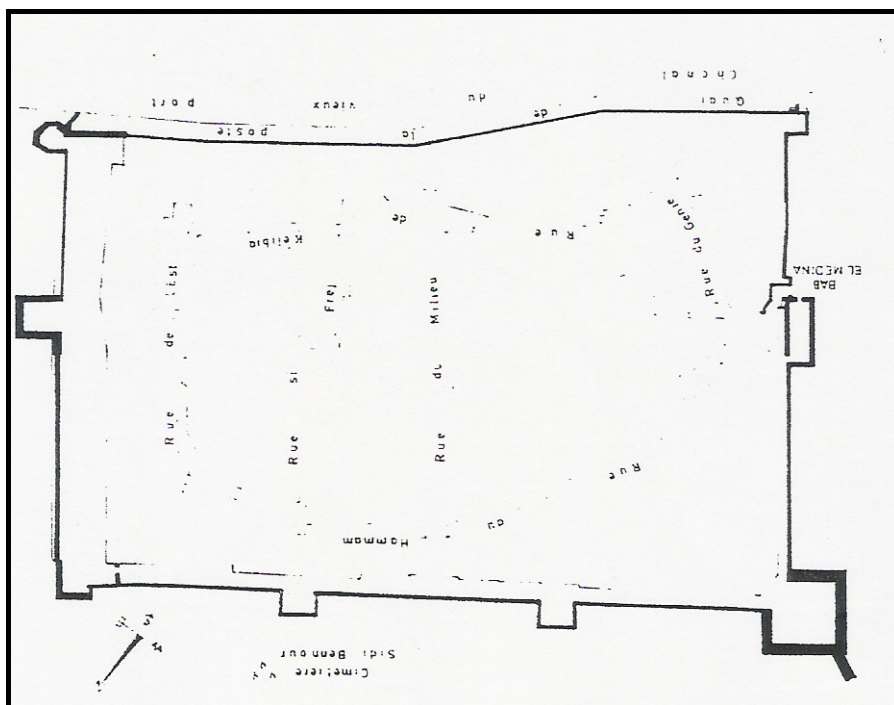 Chenal du vieux port
Quai de la poste
Rue de Kelibia
Rue du Genie
BAB
EL MEDINA
Rue de l'Est
Rue SI Frej
Rue du Milieu
Rue du Hammam
Cimetiere
Sidi Bennour